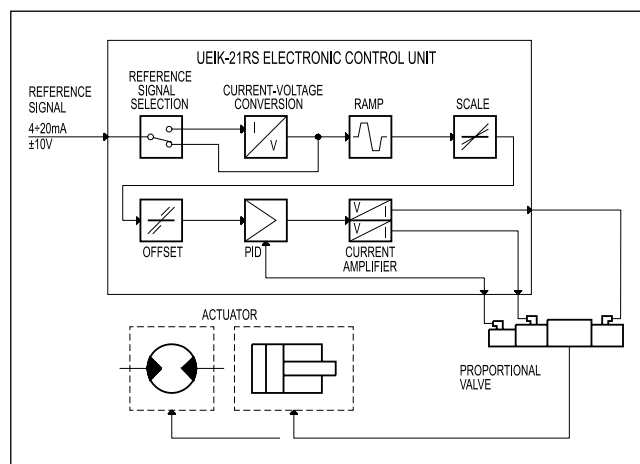 UEIK-21RS ELECTRONIC CONTROL UNIT
REFERENCE
SIGNAL
4÷20mA
±10V
REFERENCE
SIGNAL
SELECTION
CURRENT-VOLTAGE
CONVERSION
RAMP
SCALE
I
V
OFFSET
PID
V
I
V
I
CURRENT
AMPLIFIER
ACTUATOR
PROPORTIONAL
VALVE